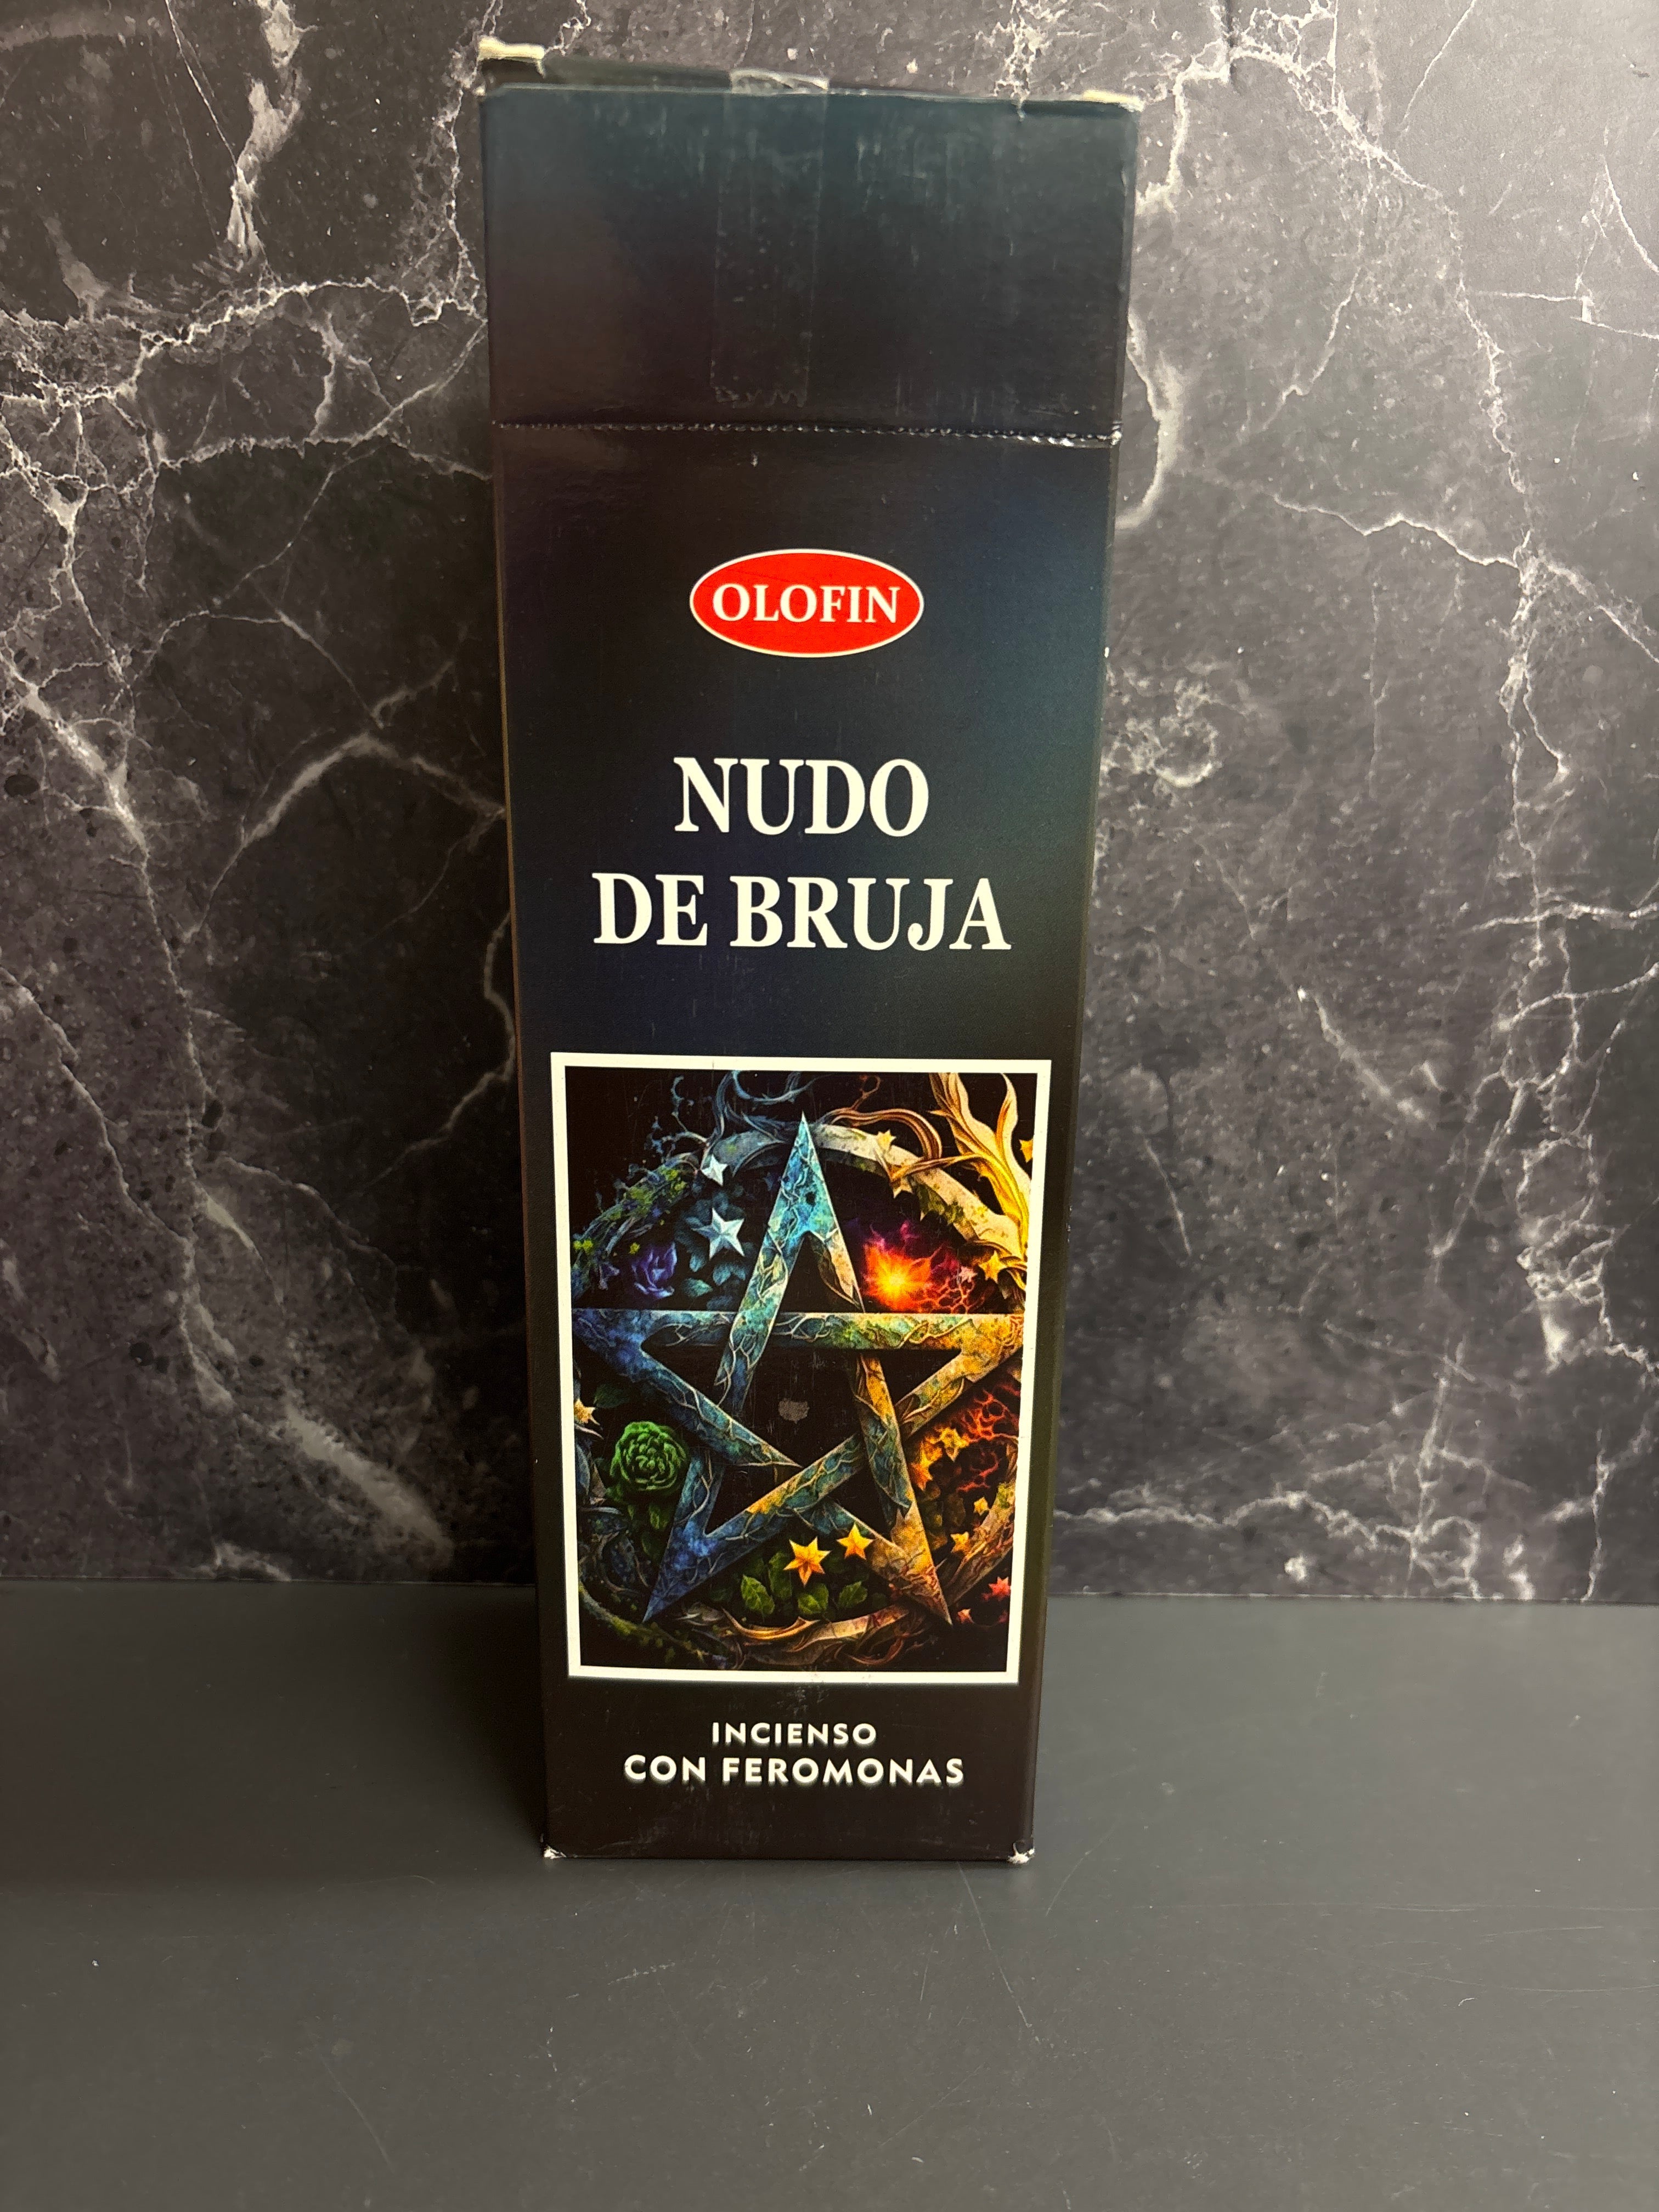 OLOFIN
NUDO
DE BRUJA
INCIENSO
CON FEROMONAS